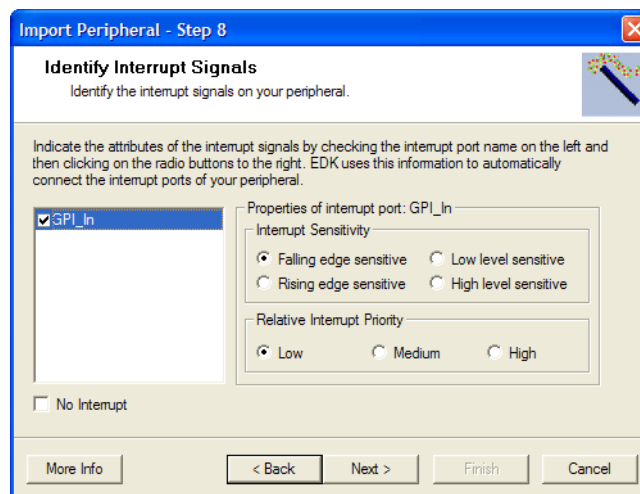 Import Peripheral - Step 8
Identify Interrupt Signals
Identify the interrupt signals on your peripheral.
Indicate the attributes of the interrupt signals by checking the interrupt port name on the left and
then clicking on the radio buttons to the right. EDK uses this information to automatically
connect the interrupt ports of your peripheral.
GPI_In
Properties of interrupt port: GPI_In
Interrupt Sensitivity
Falling edge sensitive Low level sensitive
Rising edge sensitive High level sensitive
Relative Interrupt Priority
Low Medium High
No Interrupt
More Info < Back Next > Finish Cancel